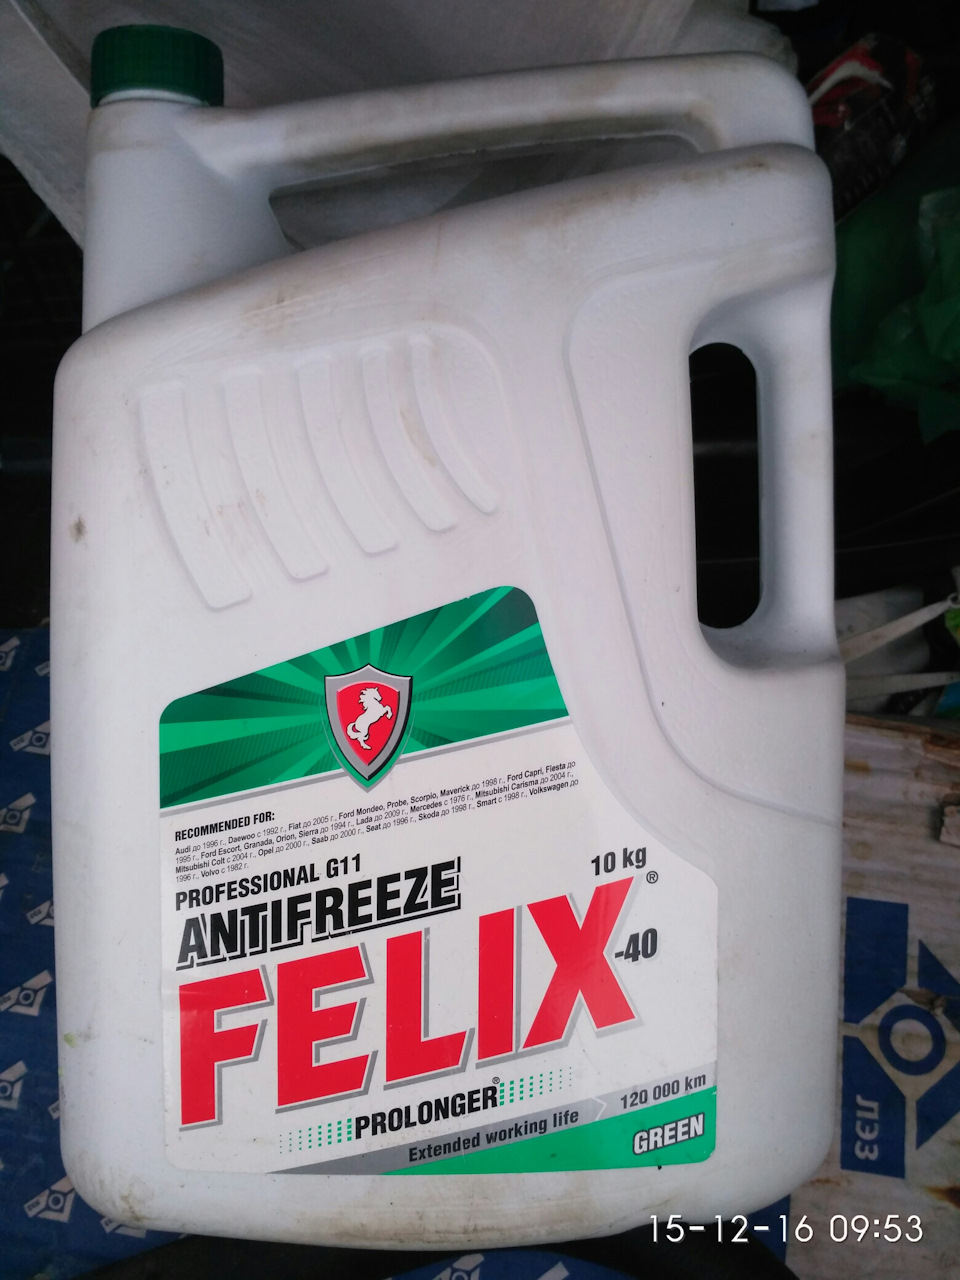 RECOMMENDED FOR:
Audi до 1996 г., Daewoo с 1992 г., Fiat до 2005 г., Ford Mondeo, Probe, Scorpio, Maverick до 1998 г., Ford Capri, Fiesta до
1995 г., Ford Escort, Granada, Orion, Sierra до 1994 г., Lada до 2009 г., Mercedes с 1976 г., Mitsubishi Carisma до 2004 г.,
Mitsubishi Colt с 2004 г., Opel до 2000 г., Saab до 2000 г., Seat до 1996 г., Skoda до 1998 г., Smart с 1998 г., Volkswagen до
1996 г., Volvo с 1982 г.
PROFESSIONAL G11
10 kg
ANTIFREEZE
FELIX®
-40
PROLONGER®
Extended working life
120 000 km
GREEN
ЛЭЗ
15-12-16 09:53